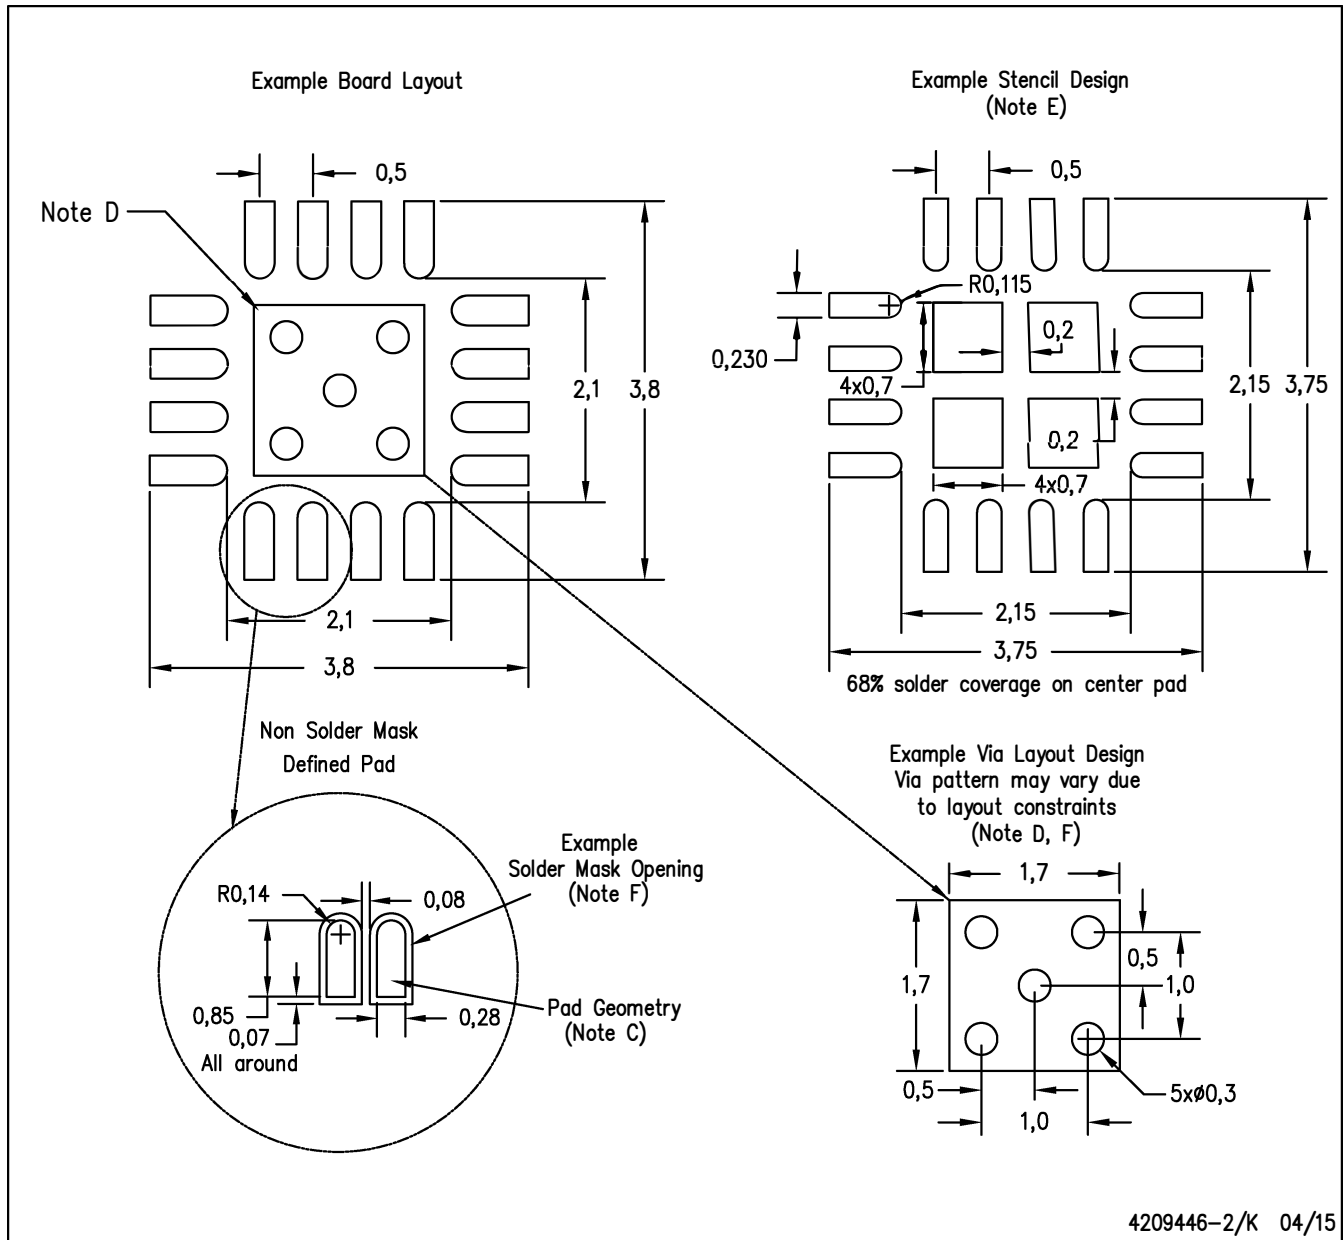 Example Board Layout
0,5
Note D
2,1
3,8
2,1
3,8
Example Stencil Design
(Note E)
0,5
R0,115
0,230
0,2
4x0,7
2,15
3,75
0,2
4x0,7
2,15
3,75
68% solder coverage on center pad
Non Solder Mask
Defined Pad
Example
Solder Mask Opening
(Note F)
R0,14
0,08
0,85
0,07
All around
0,28
Pad Geometry
(Note C)
Example Via Layout Design
Via pattern may vary due
to layout constraints
(Note D, F)
1,7
1,7
0,5
1,0
0,5
1,0
5xø0,3
4209446-2/K 04/15